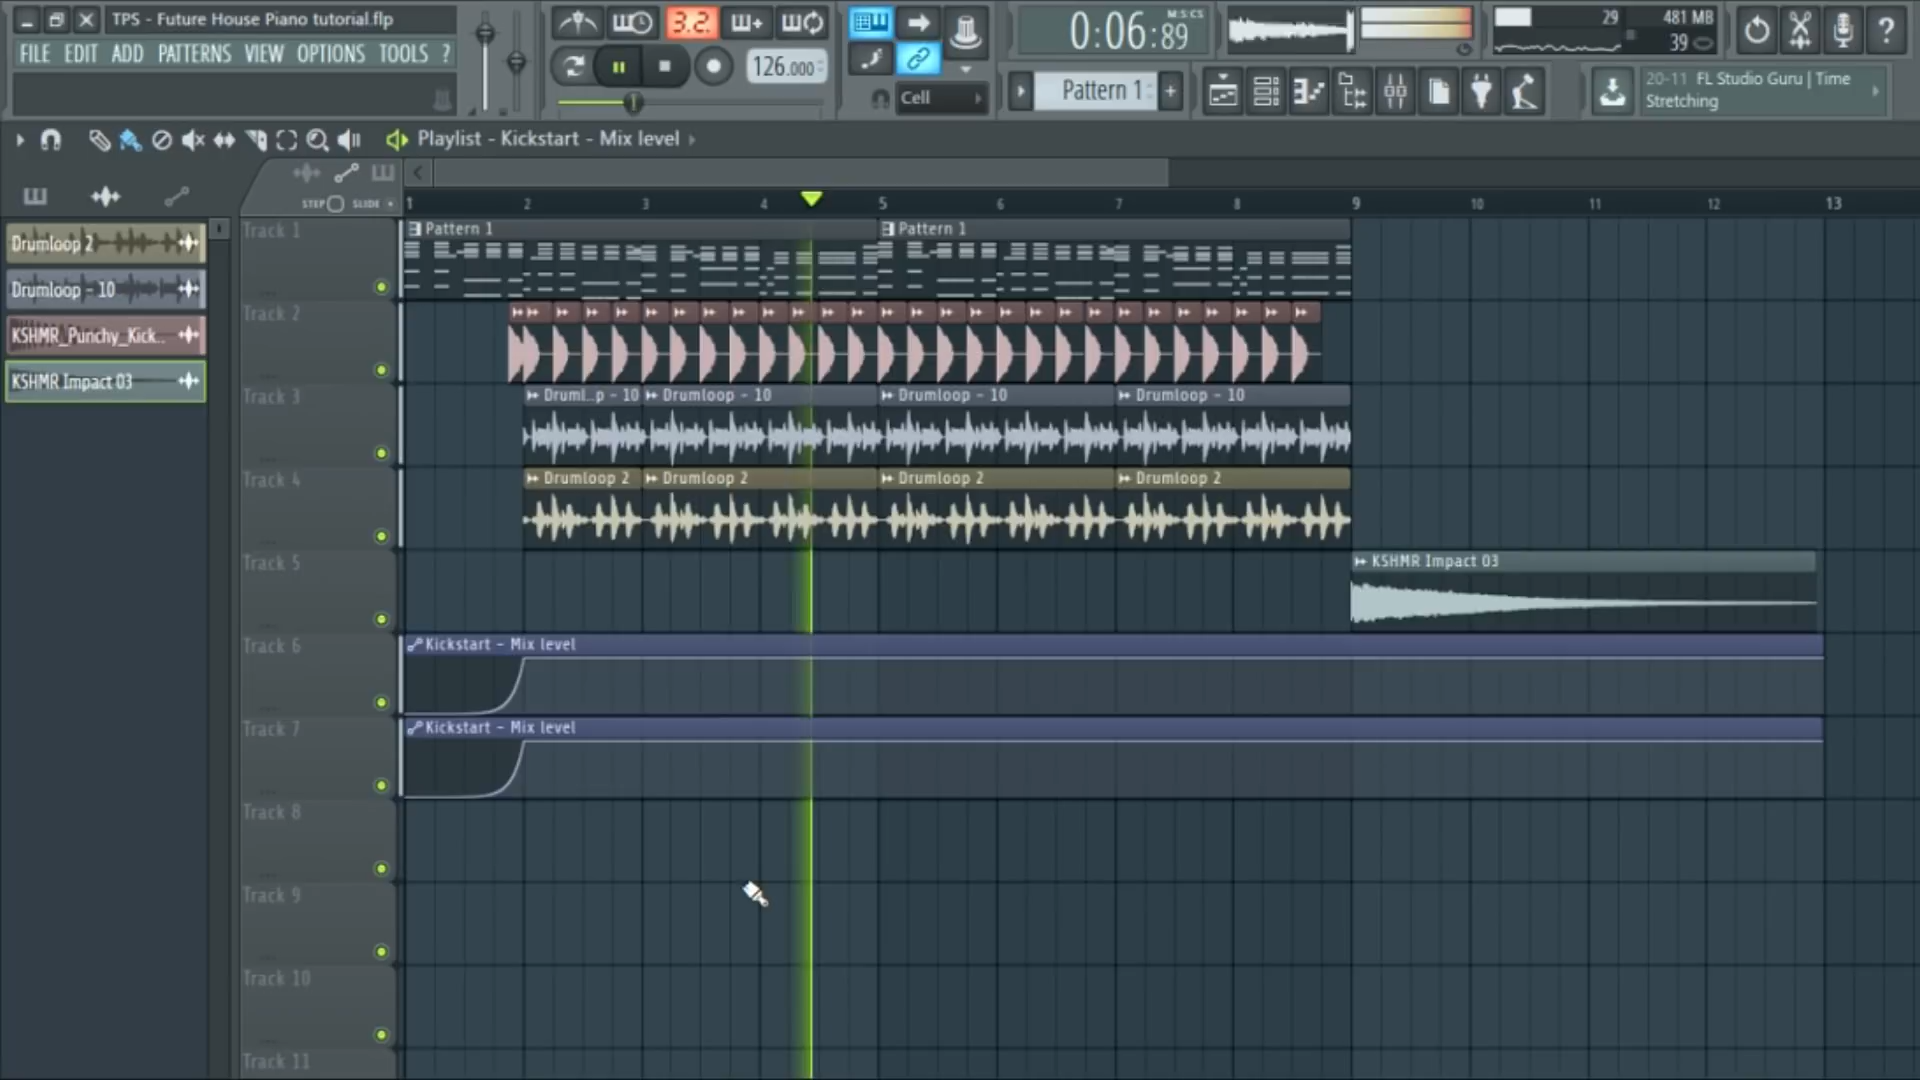 TPS - Future House Piano tutorial.flp
FILE EDIT ADD PATTERNS VIEW OPTIONS TOOLS ?
3.2.
126.000
Cell
0:06:89
M:S:CS
Pattern 1
29
481 MB
39
20-11 FL Studio Guru | Time
Stretching
Playlist - Kickstart - Mix level
STEP SLIDE
1 2 3 4 5 6 7 8 9 10 11 12 13
Drumloop 2
Drumloop - 10
KSHMR_Punchy_Kick..
KSHMR Impact 03
Track 1
Pattern 1
Pattern 1
Track 2
Track 3
Druml..p - 10
Drumloop - 10
Drumloop - 10
Drumloop - 10
Track 4
Drumloop 2
Drumloop 2
Drumloop 2
Drumloop 2
Track 5
KSHMR Impact 03
Track 6
Kickstart - Mix level
Track 7
Kickstart - Mix level
Track 8
Track 9
Track 10
Track 11